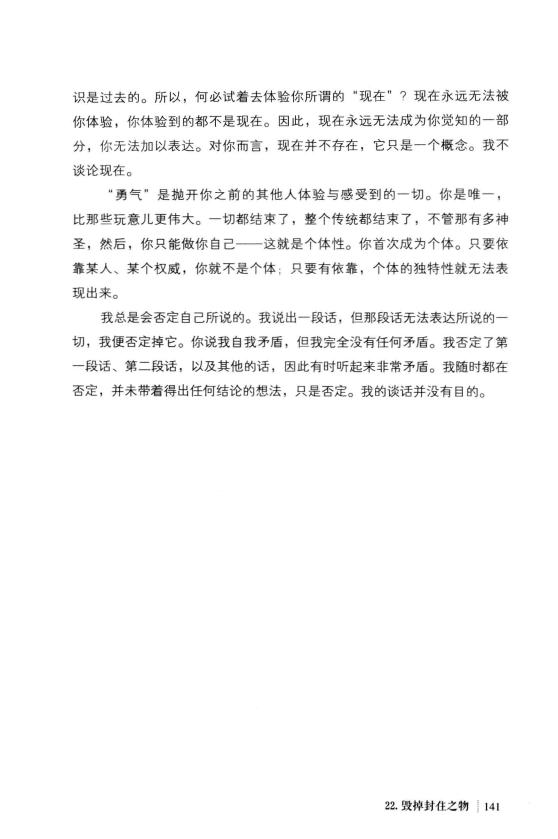 识是过去的。所以，何必试着去体验你所谓的“现在”？现在永远无法被
你体验，你体验到的都不是现在。因此，现在永远无法成为你觉知的一部
分，你无法加以表达。对你而言，现在并不存在，它只是一个概念。我不
谈论现在。
“勇气”是抛开你之前的其他人体验与感受到的一切。你是唯一，
比那些玩意儿更伟大。一切都结束了，整个传统都结束了，不管那有多神
圣，然后，你只能做你自己——这就是个体性。你首次成为个体。只要依
靠某人、某个权威，你就不是个体；只要有依靠，个体的独特性就无法表
现出来。
我总是会否定自己所说的。我说出一段话，但那段话无法表达所说的一
切，我便否定掉它。你说我自我矛盾，但我完全没有任何矛盾。我否定了第
一段话、第二段话，以及其他的话，因此有时听起来非常矛盾。我随时都在
否定，并未带着得出任何结论的想法，只是否定。我的谈话并没有目的。
22. 毁掉封住之物 | 141